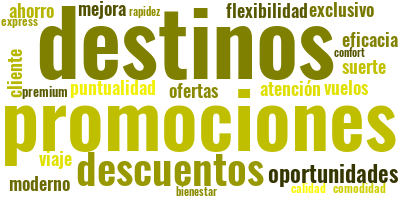 ahorro mejora rapidez flexibilidad exclusivo
express destinos eficacia
confort
cliente suerte
premium puntualidad ofertas atención vuelos
promociones
viaje descuentos oportunidades
moderno bienestar calidad comodidad